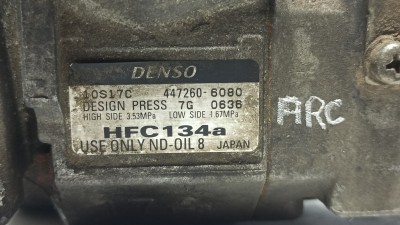 DENSO
10S17C 447260-6080
DESIGN PRESS 7G 0636
HIGH SIDE 3.53MPa LOW SIDE 1.67MPa
HFC134a
USE ONLY ND-OIL 8 JAPAN
ARC